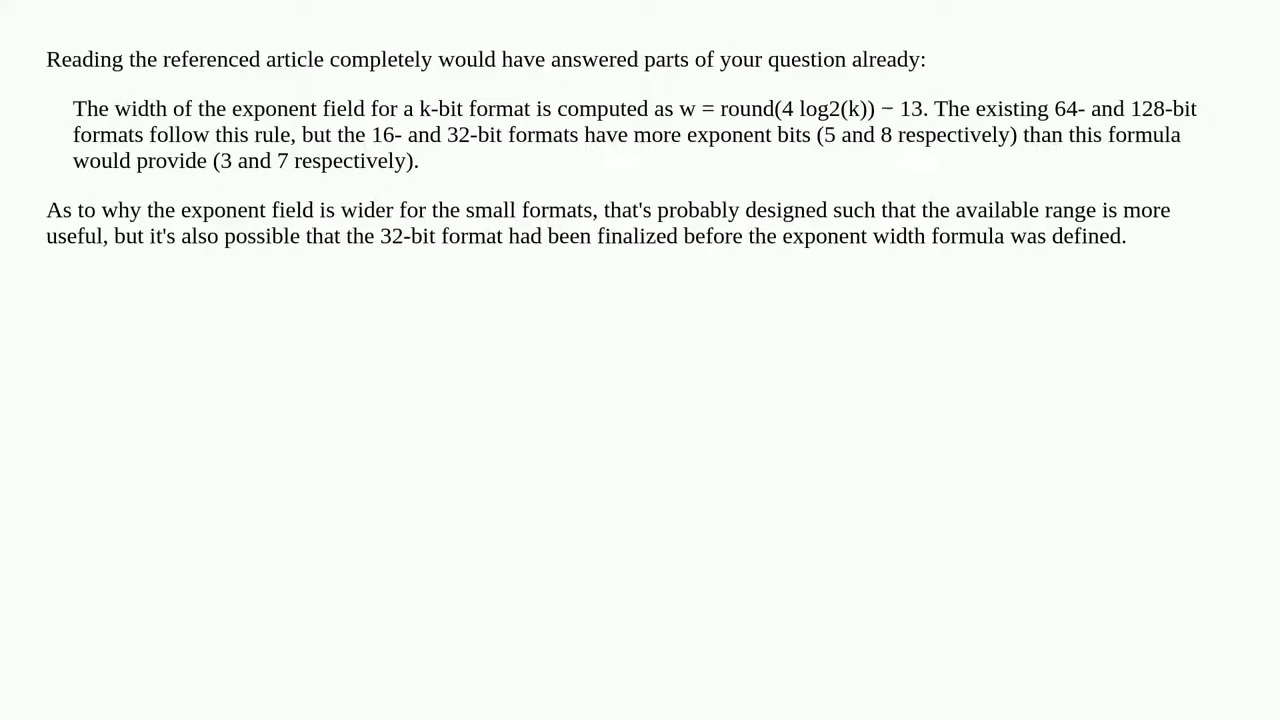 Reading the referenced article completely would have answered parts of your question already:
The width of the exponent field for a k-bit format is computed as w = round(4 log2(k)) − 13. The existing 64- and 128-bit
formats follow this rule, but the 16- and 32-bit formats have more exponent bits (5 and 8 respectively) than this formula
would provide (3 and 7 respectively).
As to why the exponent field is wider for the small formats, that's probably designed such that the available range is more
useful, but it's also possible that the 32-bit format had been finalized before the exponent width formula was defined.